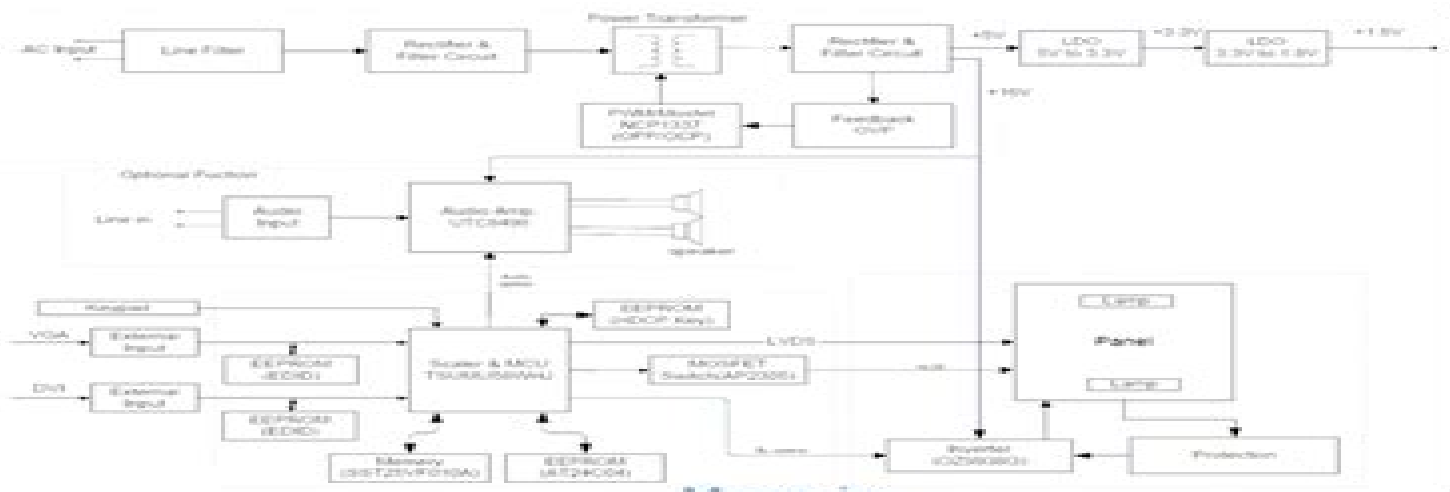 Power Transformer
AC Input
Line Filter
Rectifier &
Filter Circuit
Rectifier &
Filter Circuit
+5V
LDO
5V to 3.3V
+3.3V
LDO
3.3V to 1.8V
+1.8V
PWM/Mosfet
Feedback
OVP
Optional Fuction
Line in
Audio
Input
Audio Amp
speaker
Keypad
VGA
External
Input
EEPROM
(EDID)
DVI
External
Input
EEPROM
(EDID)
Scaler & MCU
EEPROM
(HDCP Key)
LVDS
MOSFET
Panel
Lamp
Lamp
Memory
EEPROM
(AT24C04)
Inverter
Protection